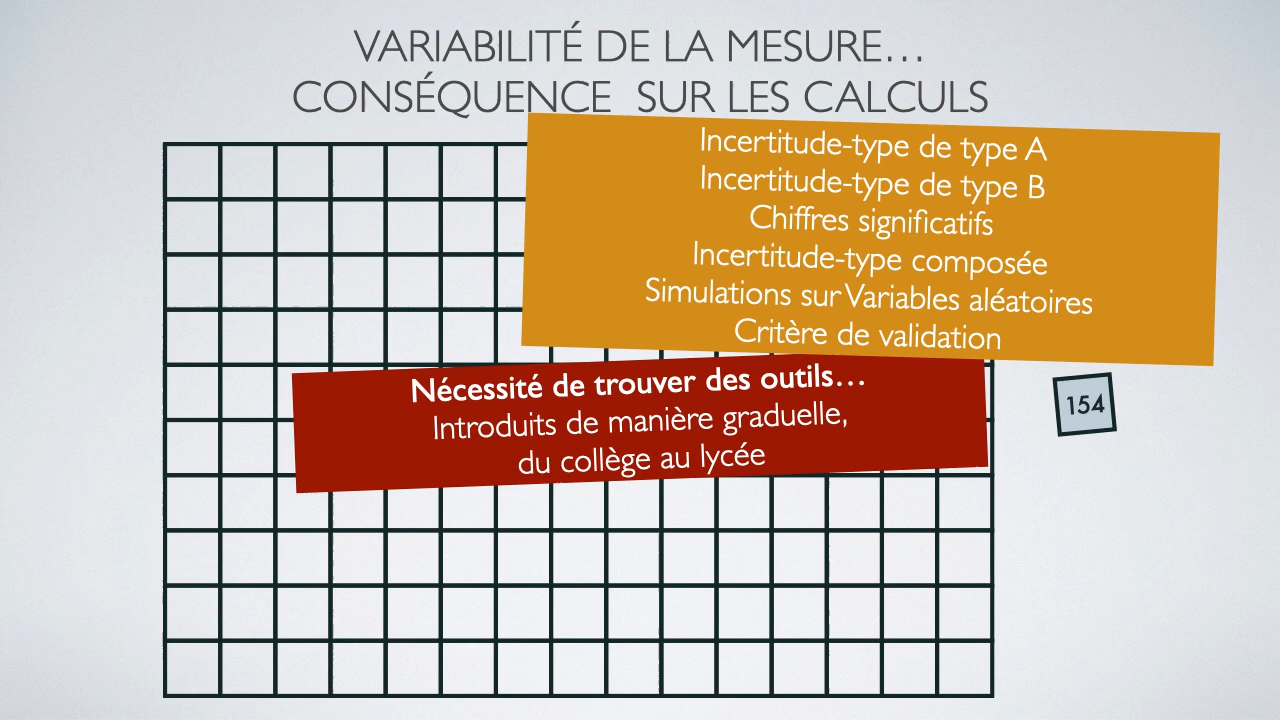 VARIABILITÉ DE LA MESURE…
CONSÉQUENCE SUR LES CALCULS
Incertitude-type de type A
Incertitude-type de type B
Chiffres significatifs
Incertitude-type composée
Simulations sur Variables aléatoires
Critère de validation
Nécessité de trouver des outils…
Introduits de manière graduelle,
du collège au lycée
154